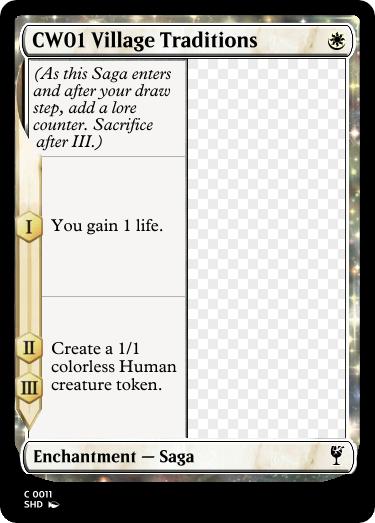 CW01 Village Traditions
(As this Saga enters
and after your draw
step, add a lore
counter. Sacrifice
after III.)
I
You gain 1 life.
II
III
Create a 1/1
colorless Human
creature token.
Enchantment — Saga
C 0011
SHD